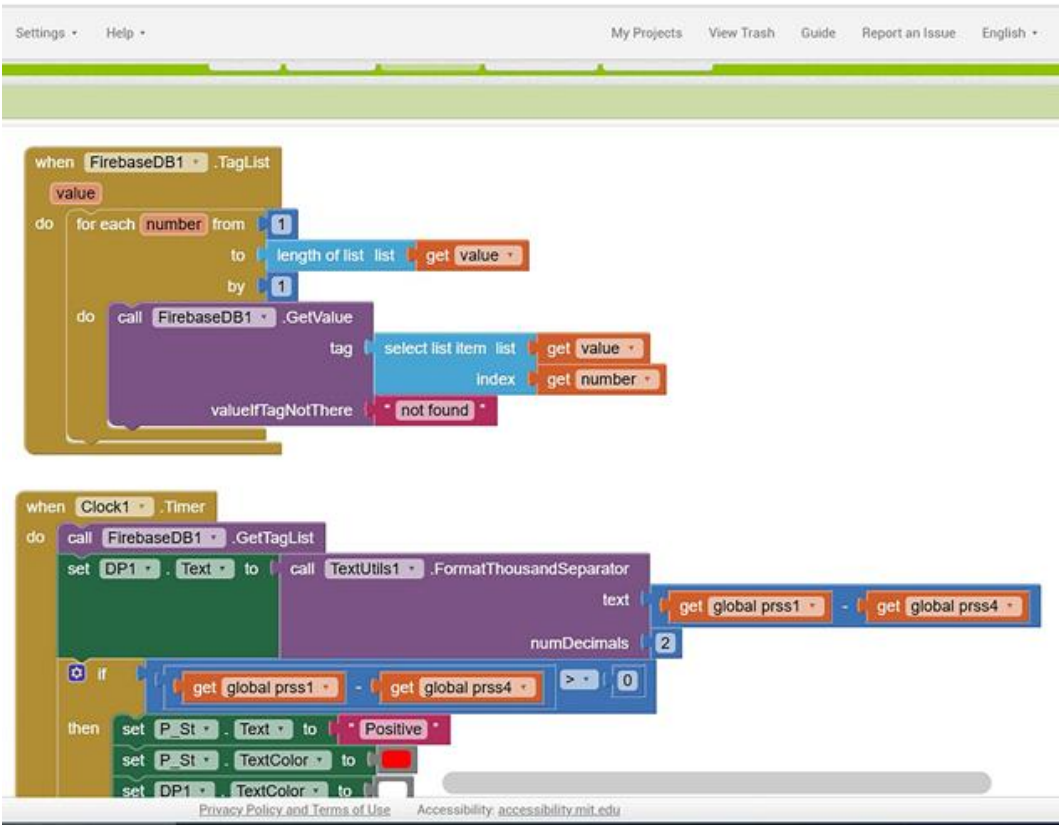 Settings Help My Projects View Trash Guide Report an Issue English
when FirebaseDB1 .TagList
value
do for each number from 1
to length of list list get value
by 1
do call FirebaseDB1 .GetValue
tag select list item list get value
index get number
valueIfTagNotThere " not found "
when Clock1 .Timer
do call FirebaseDB1 .GetTagList
set DP1 . Text to call TextUtils1 .FormatThousandSeparator
text get global prss1 - get global prss4
numDecimals 2
if get global prss1 - get global prss4 > 0
then set P_St . Text to " Positive "
set P_St . TextColor to
set DP1 . TextColor to
Privacy Policy and Terms of Use Accessibility: accessibility.mit.edu